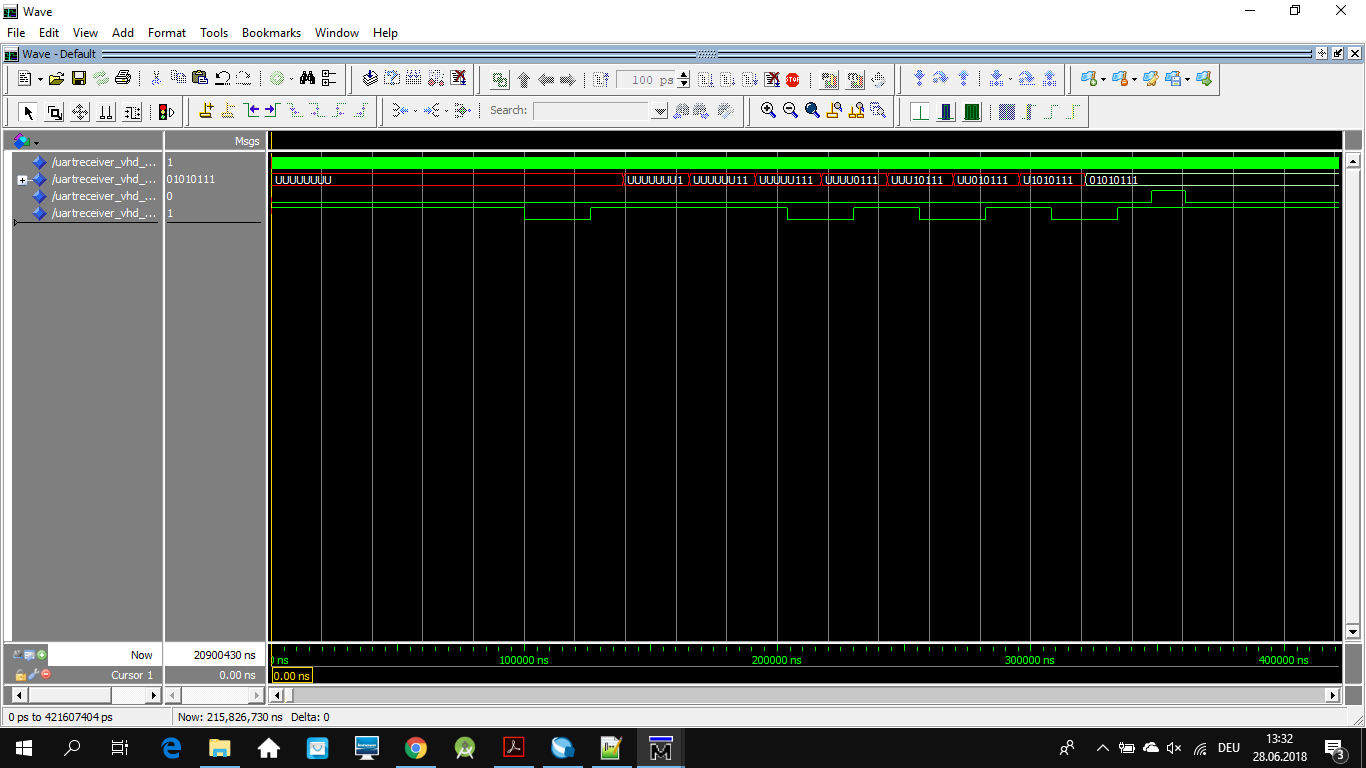 Wave
File Edit View Add Format Tools Bookmarks Window Help
Wave - Default
100 ps
Search:
Msgs
/uartreceiver_vhd_... 1
/uartreceiver_vhd_... 01010111 UUUUUUUU UUUUUUU1 UUUUUU11 UUUUU111 UUUU0111 UUU10111 UU010111 U1010111 01010111
/uartreceiver_vhd_... 0
/uartreceiver_vhd_... 1
Now 20900430 ns ns 100000 ns 200000 ns 300000 ns 400000 ns
Cursor 1 0.00 ns 0.00 ns
0 ps to 421607404 ps Now: 215,826,730 ns Delta: 0
DEU 13:32
28.06.2018 3